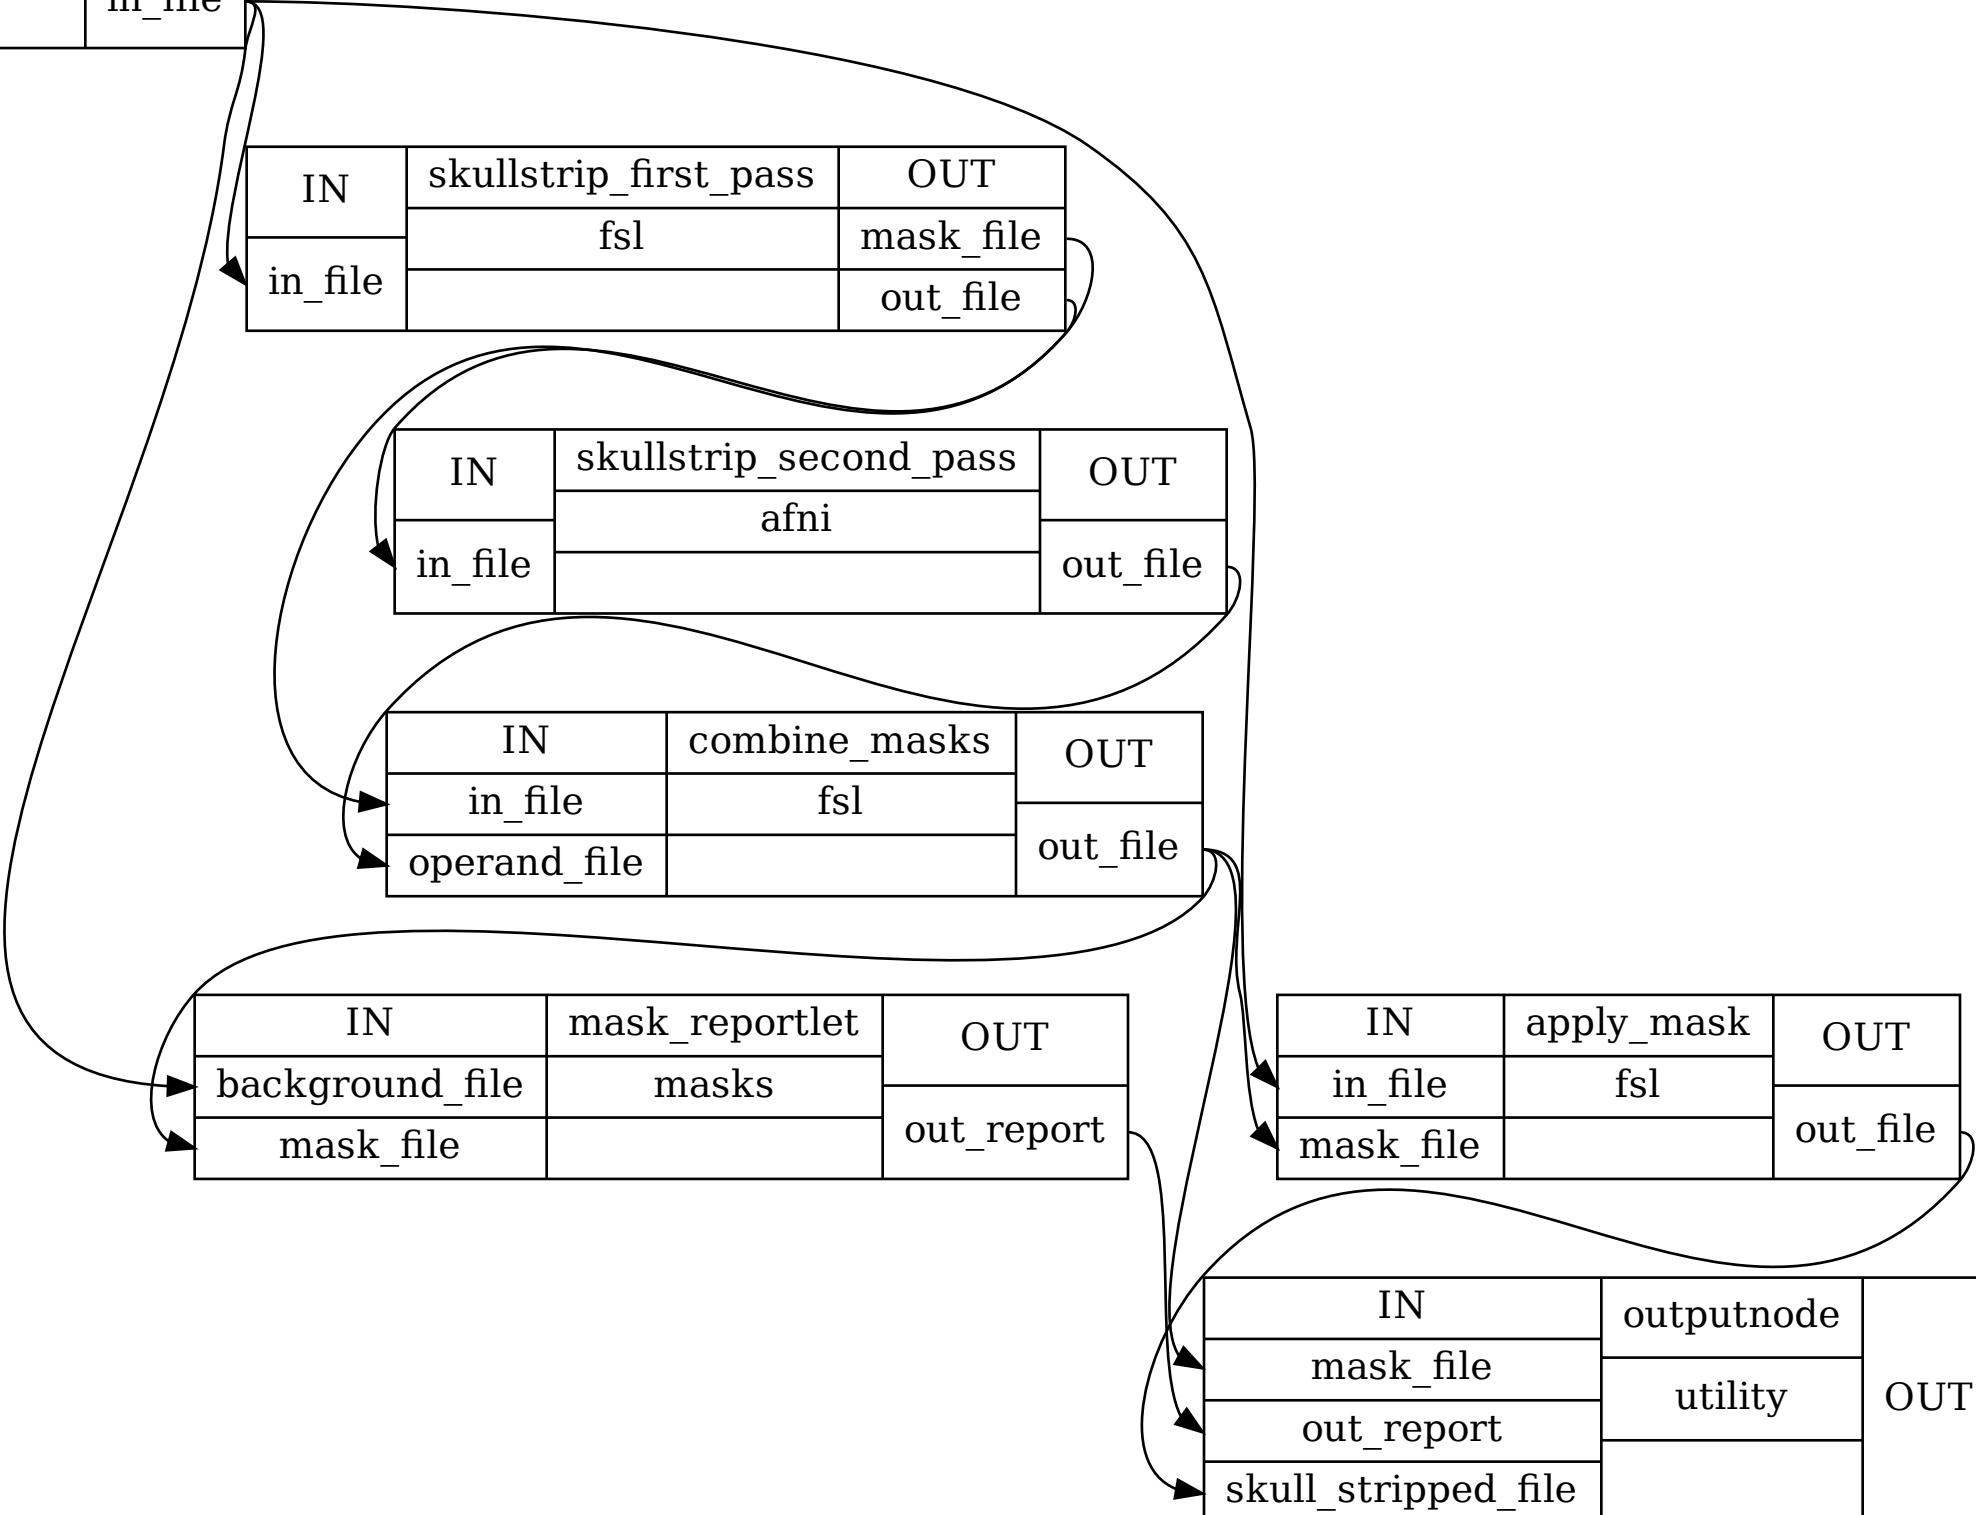 in_file
IN
skullstrip_first_pass
OUT
fsl
mask_file
in_file
out_file
IN
skullstrip_second_pass
OUT
afni
in_file
out_file
IN
combine_masks
OUT
in_file
fsl
out_file
operand_file
IN
mask_reportlet
OUT
background_file
masks
out_report
mask_file
IN
apply_mask
OUT
in_file
fsl
out_file
mask_file
IN
outputnode
mask_file
utility
OUT
out_report
skull_stripped_file